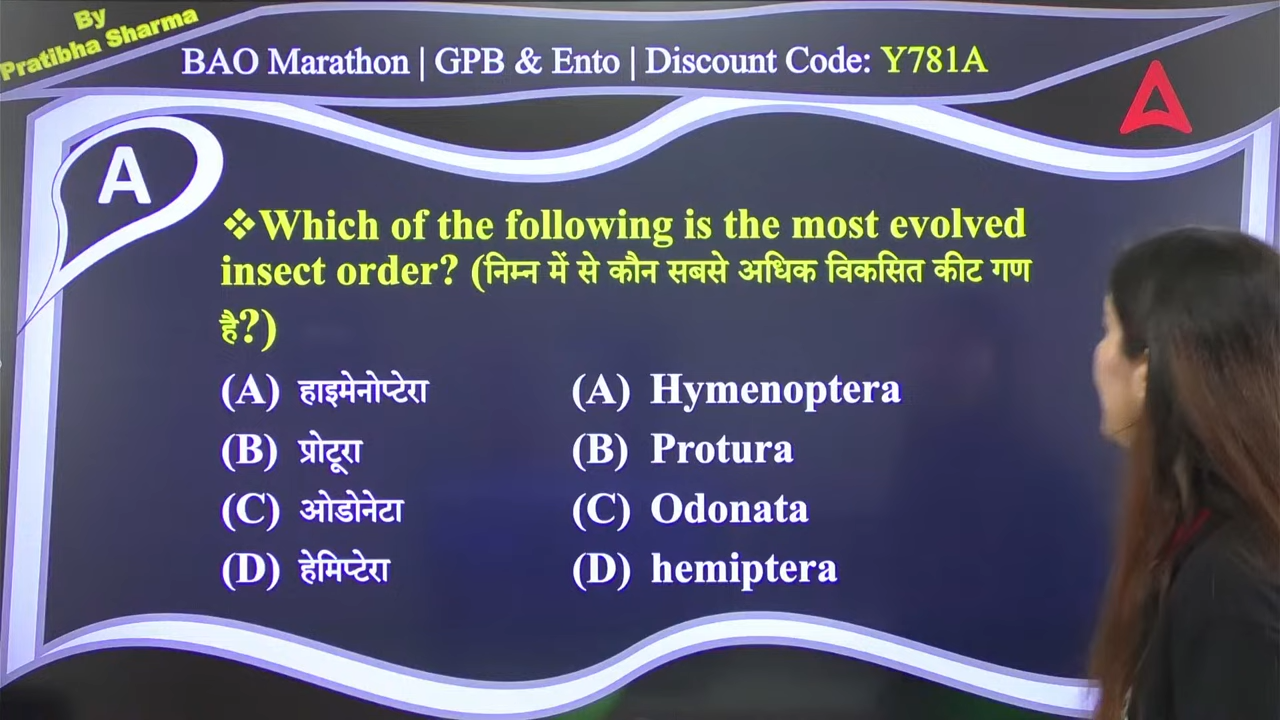 By
Pratibha Sharma
BAO Marathon | GPB & Ento | Discount Code: Y781A
A
❖Which of the following is the most evolved
insect order? (निम्न में से कौन सबसे अधिक विकसित कीट गण
है?)
(A) हाइमेनोप्टेरा (A) Hymenoptera
(B) प्रोटूरा (B) Protura
(C) ओडोनेटा (C) Odonata
(D) हेमिप्टेरा (D) hemiptera